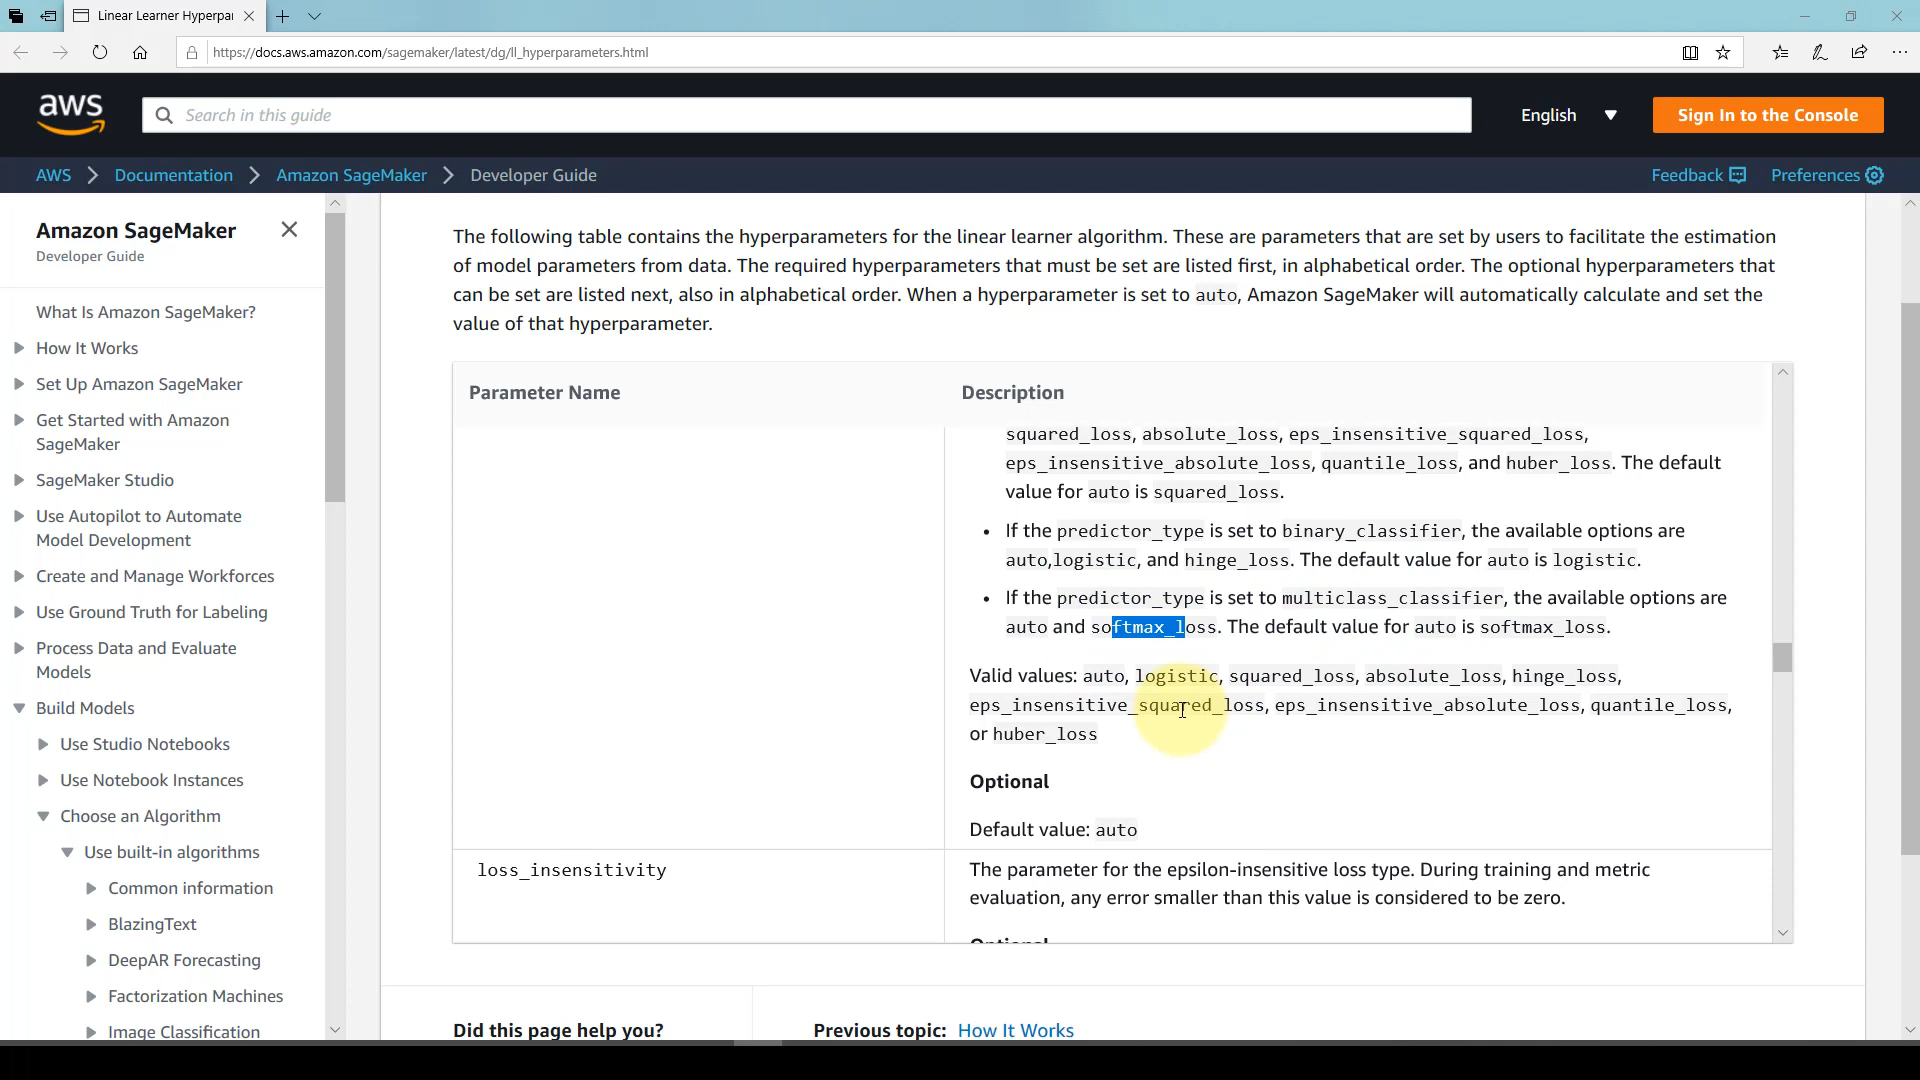 Linear Learner Hyperpar
https://docs.aws.amazon.com/sagemaker/latest/dg/ll_hyperparameters.html
aws
Search in this guide
English
Sign In to the Console
AWS Documentation Amazon SageMaker Developer Guide
Feedback
Preferences
Amazon SageMaker
Developer Guide
What Is Amazon SageMaker?
How It Works
Set Up Amazon SageMaker
Get Started with Amazon
SageMaker
SageMaker Studio
Use Autopilot to Automate
Model Development
Create and Manage Workforces
Use Ground Truth for Labeling
Process Data and Evaluate
Models
Build Models
Use Studio Notebooks
Use Notebook Instances
Choose an Algorithm
Use built-in algorithms
Common information
BlazingText
DeepAR Forecasting
Factorization Machines
Image Classification
The following table contains the hyperparameters for the linear learner algorithm. These are parameters that are set by users to facilitate the estimation
of model parameters from data. The required hyperparameters that must be set are listed first, in alphabetical order. The optional hyperparameters that
can be set are listed next, also in alphabetical order. When a hyperparameter is set to auto, Amazon SageMaker will automatically calculate and set the
value of that hyperparameter.
Parameter Name
Description
squared_loss, absolute_loss, eps_insensitive_squared_loss,
eps_insensitive_absolute_loss, quantile_loss, and huber_loss. The default
value for auto is squared_loss.
• If the predictor_type is set to binary_classifier, the available options are
auto,logistic, and hinge_loss. The default value for auto is logistic.
• If the predictor_type is set to multiclass_classifier, the available options are
auto and softmax_loss. The default value for auto is softmax_loss.
Valid values: auto, logistic, squared_loss, absolute_loss, hinge_loss,
eps_insensitive_squared_loss, eps_insensitive_absolute_loss, quantile_loss,
or huber_loss
Optional
Default value: auto
loss_insensitivity
The parameter for the epsilon-insensitive loss type. During training and metric
evaluation, any error smaller than this value is considered to be zero.
Optional
Did this page help you?
Previous topic: How It Works